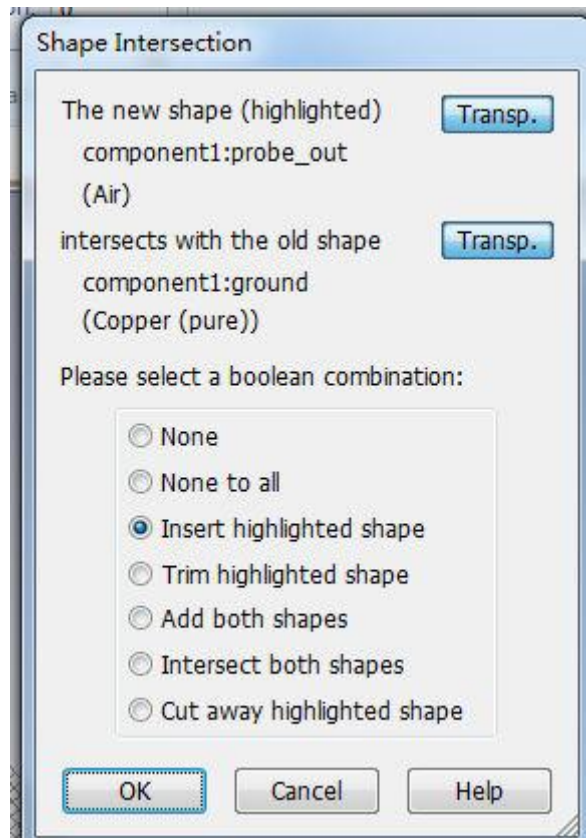 Shape Intersection
The new shape (highlighted)
Transp.
component1:probe_out
(Air)
intersects with the old shape
Transp.
component1:ground
(Copper (pure))
Please select a boolean combination:
None
None to all
Insert highlighted shape
Trim highlighted shape
Add both shapes
Intersect both shapes
Cut away highlighted shape
OK
Cancel
Help